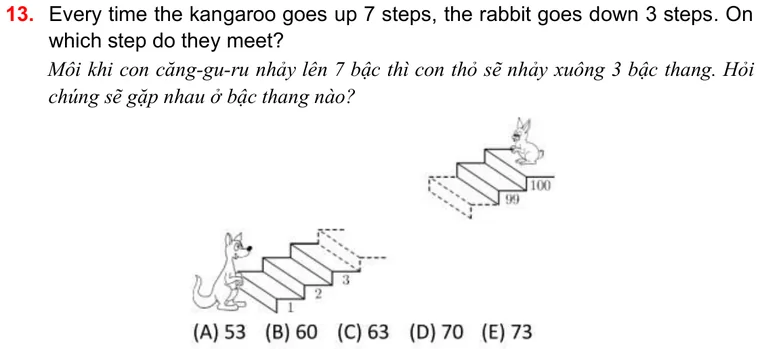 13. Every time the kangaroo goes up 7 steps, the rabbit goes down 3 steps. On
which step do they meet?
Môi khi con căng-gu-ru nhảy lên 7 bậc thì con thỏ sẽ nhảy xuông 3 bậc thang. Hỏi
chúng sẽ gặp nhau ở bậc thang nào?
100
99
3
2
1
(A) 53 (B) 60 (C) 63 (D) 70 (E) 73